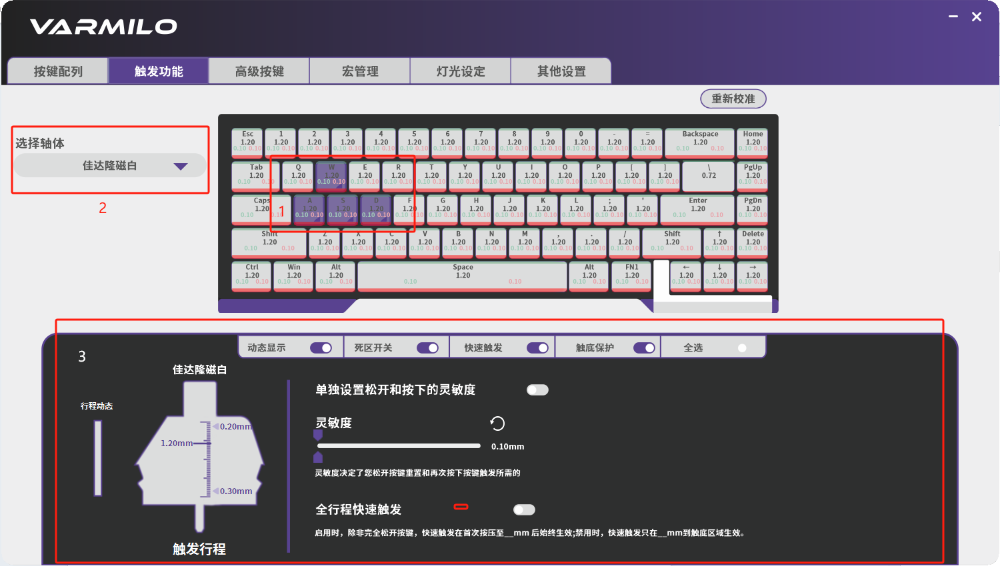 VARMILO
按键配列 触发功能 高级按键 宏管理 灯光设定 其他设置
重新校准
选择轴体
佳达隆磁白
2
Esc 1 2 3 4 5 6 7 8 9 0 - = Backspace Home
1.20 1.20 1.20 1.20 1.20 1.20 1.20 1.20 1.20 1.20 1.20 1.20 1.20 1.20 1.20
0.10 0.10 0.10 0.10 0.10 0.10 0.10 0.10 0.10 0.10 0.10 0.10 0.10 0.10 0.10 0.10 0.10 0.10 0.10 0.10 0.10 0.10 0.10 0.10 0.10 0.10 0.10 0.10 0.10 0.10
Tab Q W E R T Y U I O P [ ] \ PgUp
1.20 1.20 1.20 1.20 1.20 1.20 1.20 1.20 1.20 1.20 1.20 1.20 1.20 0.72 1.20
0.10 0.10 0.10 0.10 0.10 0.10 0.10 0.10 0.10 0.10 0.10 0.10 0.10 0.10 0.10 0.10 0.10 0.10 0.10 0.10 0.10 0.10 0.10 0.10 0.10 0.10 0.10 0.10
Caps A S D F G H J K L ; ' Enter PgDn
1.20 1 1.20 1.20 1.20 1.20 1.20 1.20 1.20 1.20 1.20 1.20 1.20 1.20 1.20
0.10 0.10 0.10 0.10 0.10 0.10 0.10 0.10 0.10 0.10 0.10 0.10 0.10 0.10 0.10 0.10 0.10 0.10 0.10 0.10 0.10 0.10 0.10 0.10 0.10 0.10 0.10 0.10
Shift Z X C V B N M , . / Shift ↑ Delete
1.20 1.20 1.20 1.20 1.20 1.20 1.20 1.20 1.20 1.20 1.20 1.20 1.20 1.20
0.10 0.10 0.10 0.10 0.10 0.10 0.10 0.10 0.10 0.10 0.10 0.10 0.10 0.10 0.10 0.10 0.10 0.10 0.10 0.10 0.10 0.10 0.10 0.10 0.10 0.10 0.10 0.10
Ctrl Win Alt Space Alt FN1 ← ↓ →
1.20 1.20 1.20 1.20 1.20 1.20 1.20 1.20 1.20
0.10 0.10 0.10 0.10 0.10 0.10 0.10 0.10 0.10 0.10 0.10 0.10 0.10 0.10 0.10 0.10 0.10 0.10
动态显示 死区开关 快速触发 触底保护 全选
3
佳达隆磁白
行程动态
0.20mm
1.20mm
0.30mm
触发行程
单独设置松开和按下的灵敏度
灵敏度
0.10mm
灵敏度决定了您松开按键重置和再次按下按键触发所需的
全行程快速触发
启用时，除非完全松开按键，快速触发在首次按压至__mm 后始终生效;禁用时，快速触发只在__mm到触底区域生效。